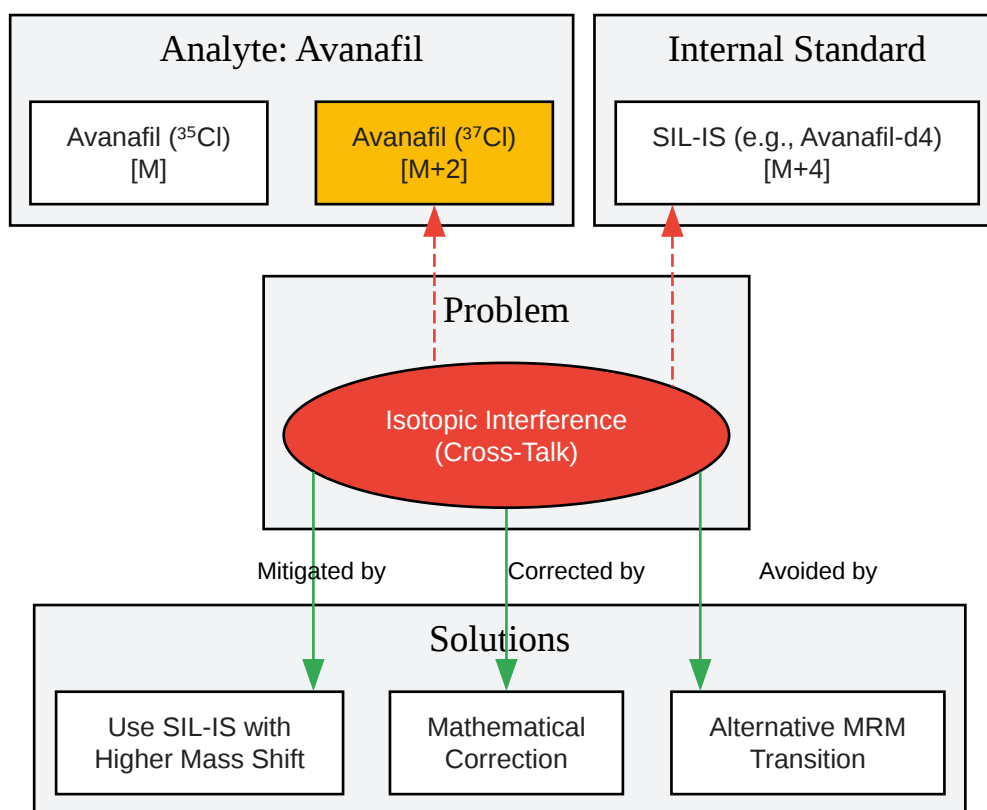 Analyte: Avanafil
Internal Standard
Avanafil (³⁵Cl)
[M]
Avanafil (³⁷Cl)
[M+2]
SIL-IS (e.g., Avanafil-d4)
[M+4]
Problem
Isotopic Interference
(Cross-Talk)
Mitigated by
Corrected by
Avoided by
Solutions
Use SIL-IS with
Higher Mass Shift
Mathematical
Correction
Alternative MRM
Transition